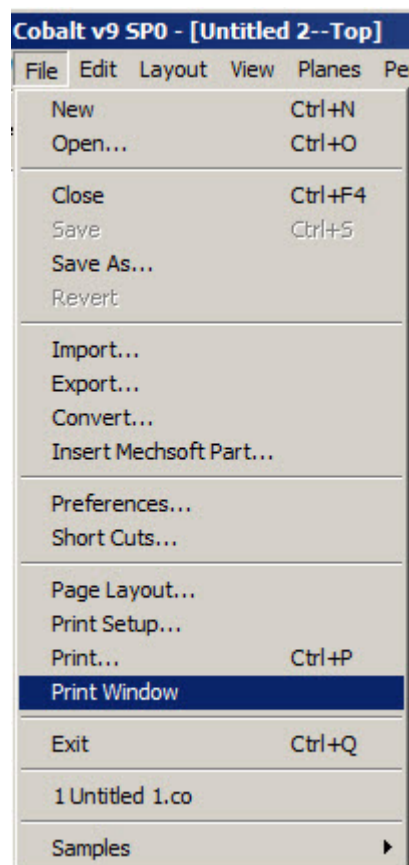 Cobalt v9 SP0 - [Untitled 2--Top]
File Edit Layout View Planes Pe
New Ctrl+N
Open... Ctrl+O
Close Ctrl+F4
Save Ctrl+S
Save As...
Revert
Import...
Export...
Convert...
Insert Mechsoft Part...
Preferences...
Short Cuts...
Page Layout...
Print Setup...
Print... Ctrl+P
Print Window
Exit Ctrl+Q
1 Untitled 1.co
Samples